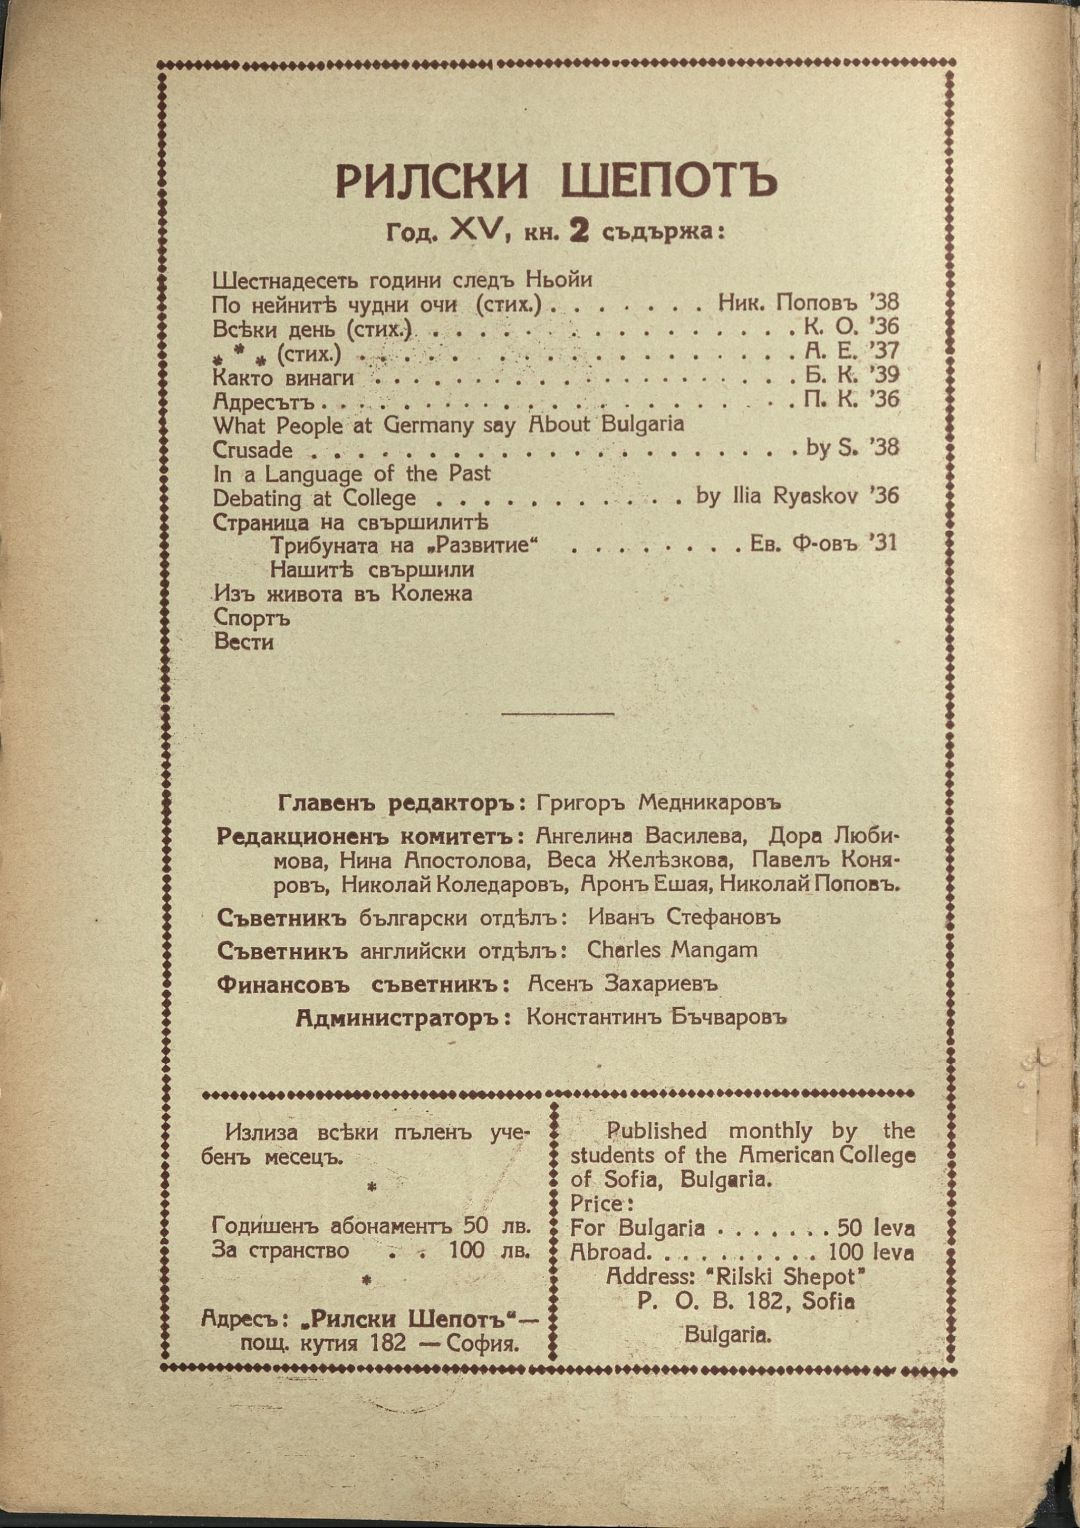 РИЛСКИ ШЕПОТЪ
Год. XV, кн. 2 съдържа:
Шестнадесеть години следъ Ньойи
По нейнитѣ чудни очи (стих.) . . . . . . . Ник. Поповъ '38
Всѣки день (стих.) . . . . . . . . . . . . . . . . К. О. '36
* * * (стих.) . . . . . . . . . . . . . . . . . . А. Е. '37
Както винаги . . . . . . . . . . . . . . . . . . Б. К. '39
Адресътъ . . . . . . . . . . . . . . . . . . . . П. К. '36
What People at Germany say About Bulgaria
Crusade . . . . . . . . . . . . . . . . . . . by S. '38
In a Language of the Past
Debating at College . . . . . . . . . . by Ilia Ryaskov '36
Страница на свършилитѣ
Трибуната на „Развитие“ . . . . . . . Ев. Ф-овъ '31
Нашитѣ свършили
Изъ живота въ Колежа
Спортъ
Вести
Главенъ редакторъ: Григоръ Медникаровъ
Редакционенъ комитетъ: Ангелина Василева, Дора Люби-
мова, Нина Апостолова, Веса Желѣзкова, Павелъ Коня-
ровъ, Николай Коледаровъ, Аронъ Ешая, Николай Поповъ.
Съветникъ български отдѣлъ: Иванъ Стефановъ
Съветникъ английски отдѣлъ: Charles Mangam
Финансовъ съветникъ: Асенъ Захариевъ
Администраторъ: Константинъ Бъчваровъ
Излиза всѣки пъленъ уче-
бенъ месецъ.
*
Годишенъ абонаментъ 50 лв.
За странство . . 100 лв.
*
Адресъ: „Рилски Шепотъ“—
пощ. кутия 182 — София.
Published monthly by the
students of the American College
of Sofia, Bulgaria.
Price:
For Bulgaria . . . . . . . 50 leva
Abroad. . . . . . . . . . 100 leva
Address: "Rilski Shepot"
P. O. B. 182, Sofia
Bulgaria.